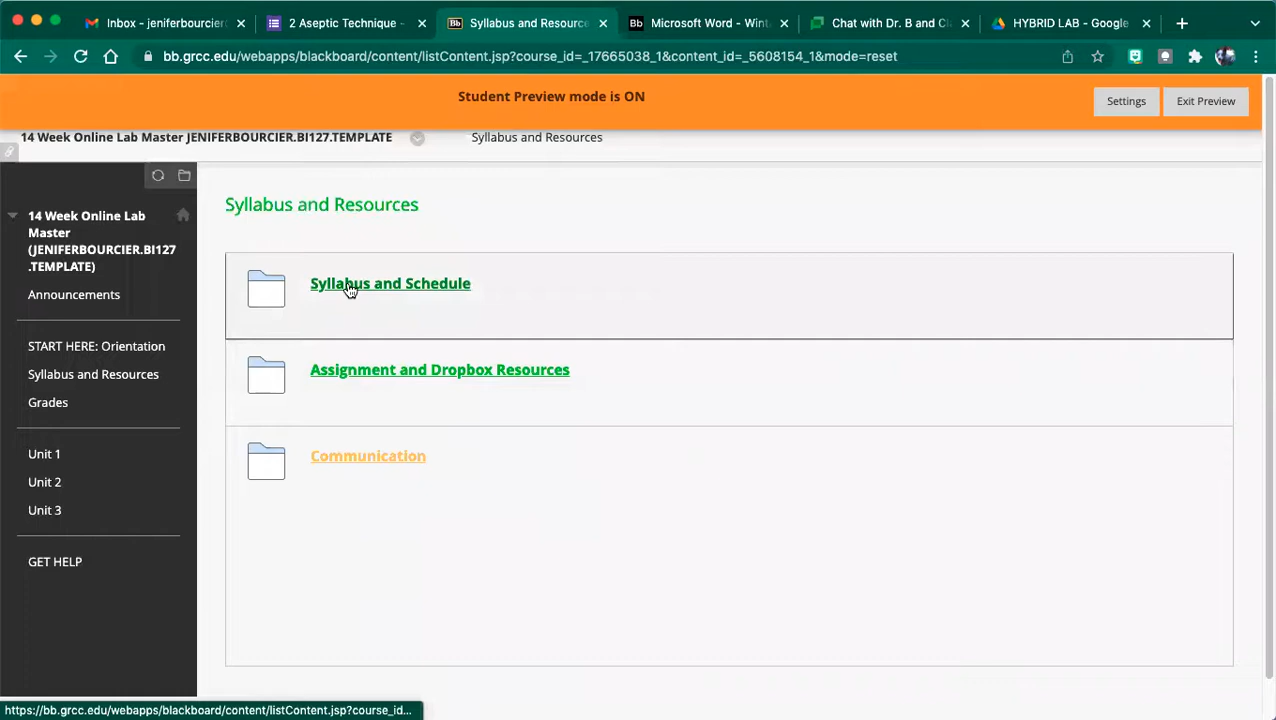 Inbox - jeniferbourcier(
2 Aseptic Technique -
Bb Syllabus and Resourc
Bb Microsoft Word - Wint
Chat with Dr. B and Cl
HYBRID LAB - Google
bb.grcc.edu/webapps/blackboard/content/listContent.jsp?course_id=_17665038_1&content_id=_5608154_1&mode=reset
Student Preview mode is ON
Settings
Exit Preview
14 Week Online Lab Master JENIFERBOURCIER.BI127.TEMPLATE
Syllabus and Resources
14 Week Online Lab
Master
(JENIFERBOURCIER.BI127
.TEMPLATE)
Announcements
START HERE: Orientation
Syllabus and Resources
Grades
Unit 1
Unit 2
Unit 3
GET HELP
Syllabus and Resources
Syllabus and Schedule
Assignment and Dropbox Resources
Communication
https://bb.grcc.edu/webapps/blackboard/content/listContent.jsp?course_id...